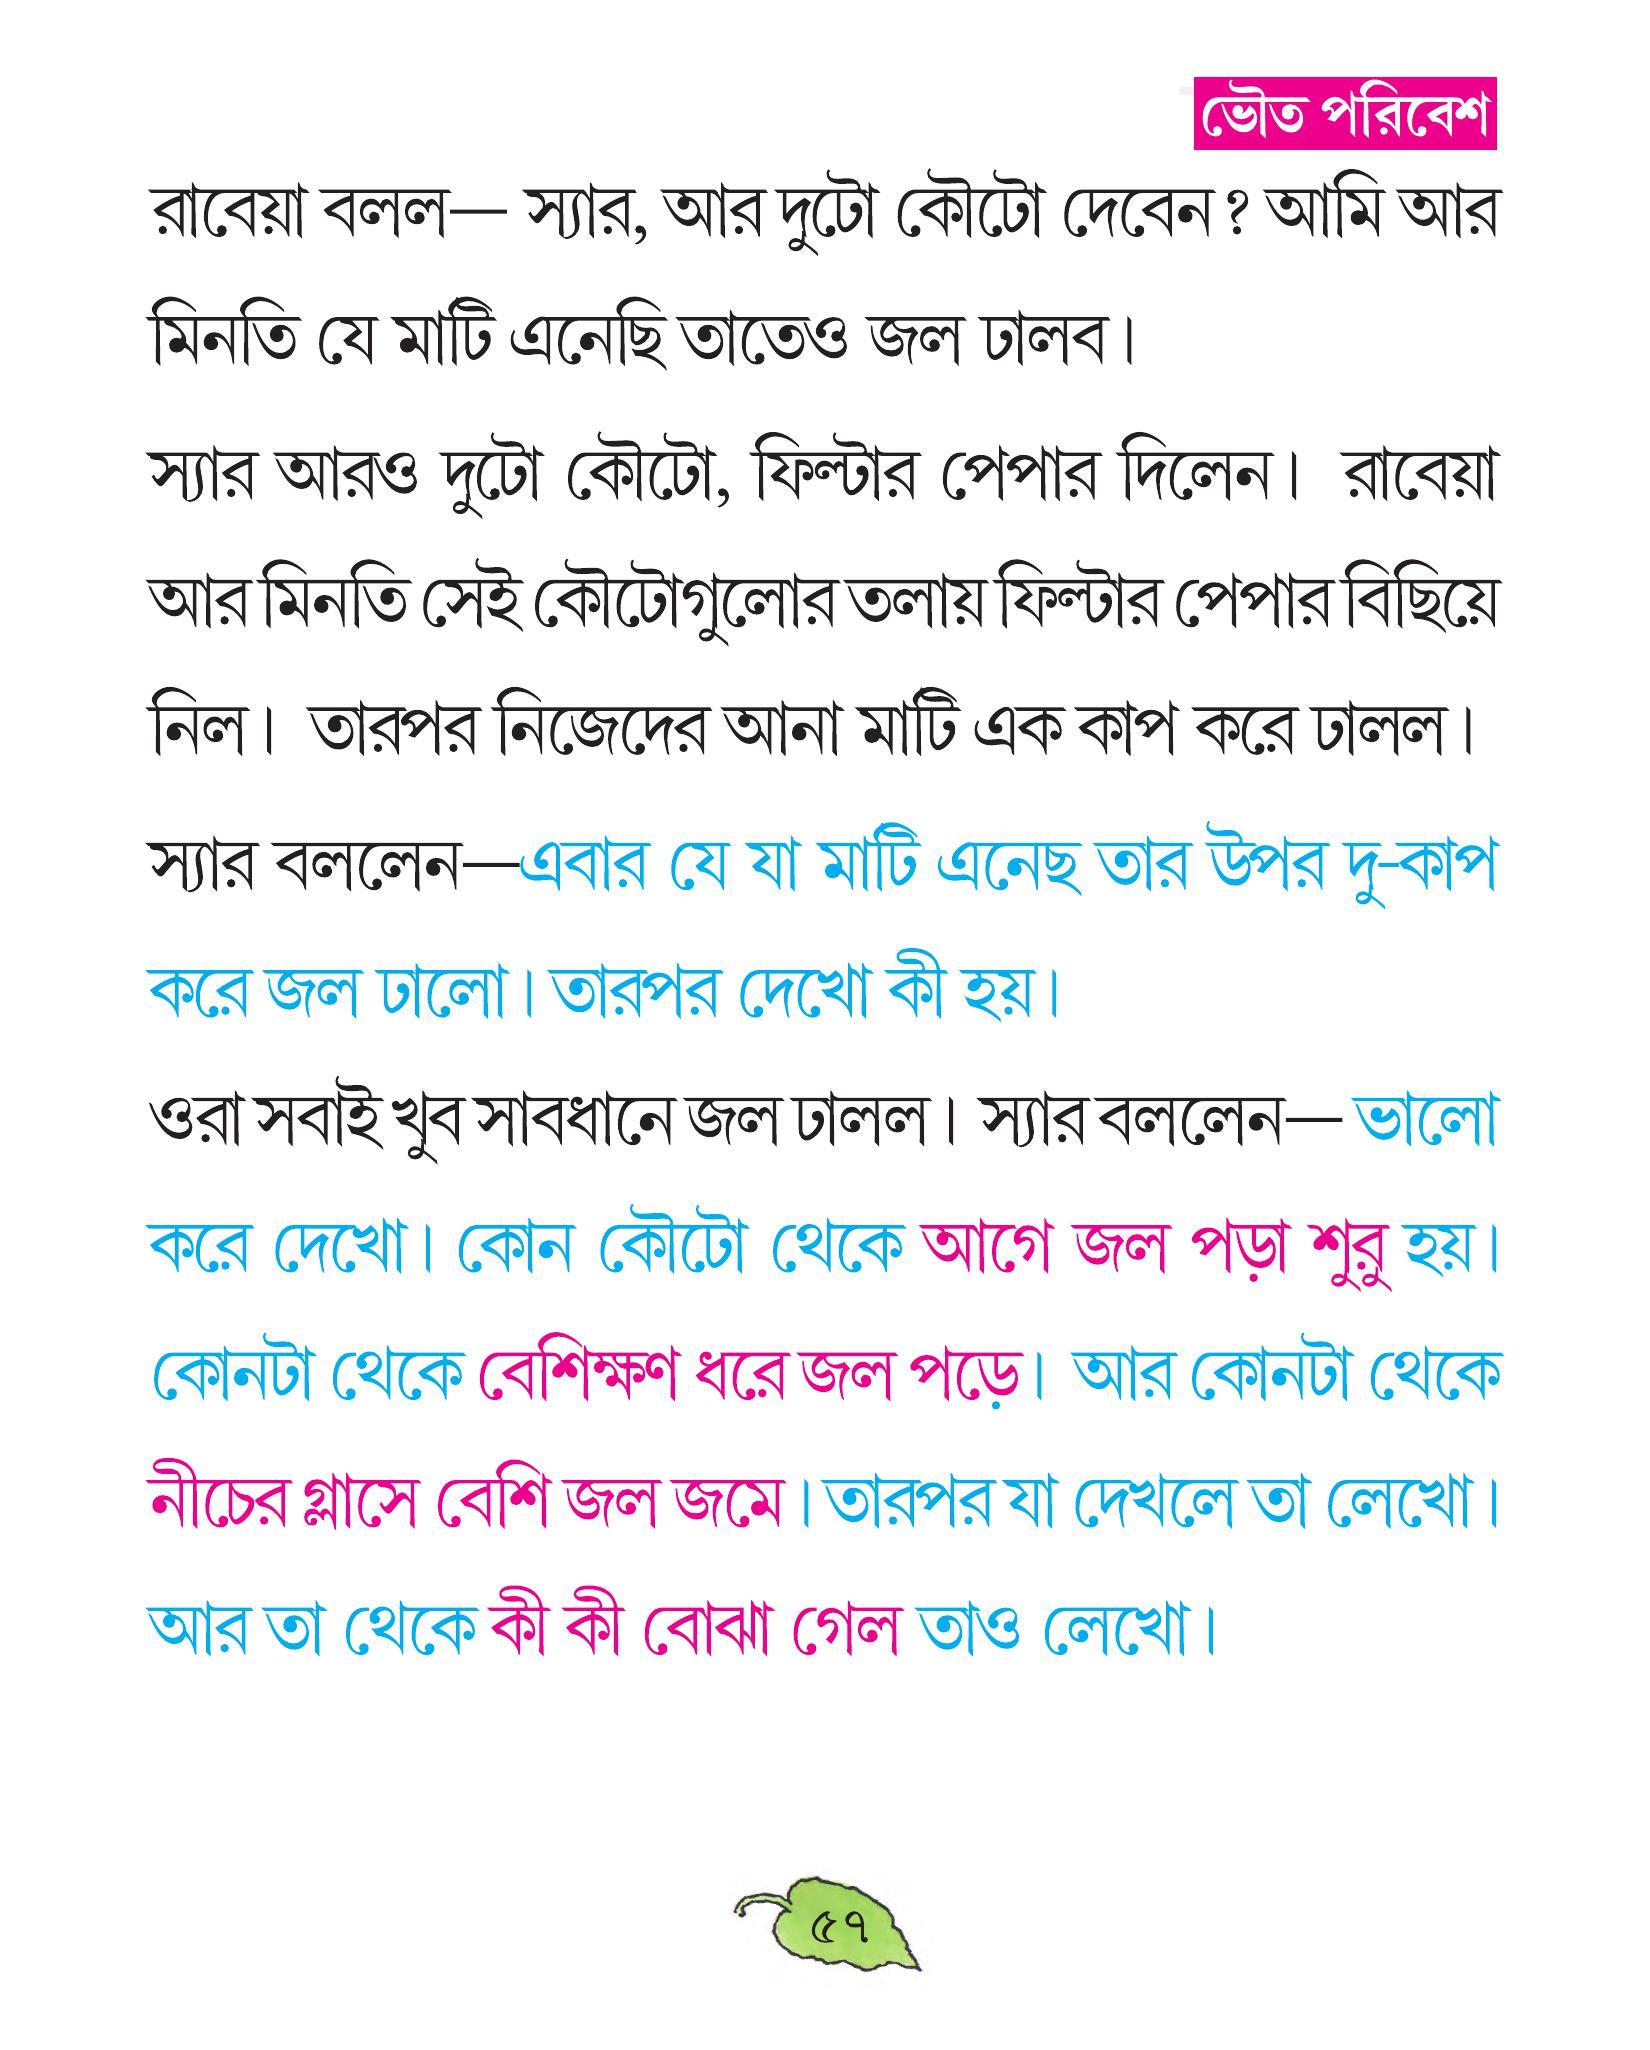 ভৌত পরিবেশ
রাবেয়া বলল— স্যার, আর দুটো কৌটো দেবেন? আমি আর
মিনতি যে মাটি এনেছি তাতেও জল ঢালব।
স্যার আরও দুটো কৌটো, ফিল্টার পেপার দিলেন। রাবেয়া
আর মিনতি সেই কৌটোগুলোর তলায় ফিল্টার পেপার বিছিয়ে
নিল। তারপর নিজেদের আনা মাটি এক কাপ করে ঢালল।
স্যার বললেন—এবার যে যা মাটি এনেছ তার উপর দু-কাপ
করে জল ঢালো। তারপর দেখো কী হয়।
ওরা সবাই খুব সাবধানে জল ঢালল। স্যার বললেন— ভালো
করে দেখো। কোন কৌটো থেকে আগে জল পড়া শুরু হয়।
কোনটা থেকে বেশিক্ষণ ধরে জল পড়ে। আর কোনটা থেকে
নীচের গ্লাসে বেশি জল জমে। তারপর যা দেখলে তা লেখো।
আর তা থেকে কী কী বোঝা গেল তাও লেখো।
৫৭